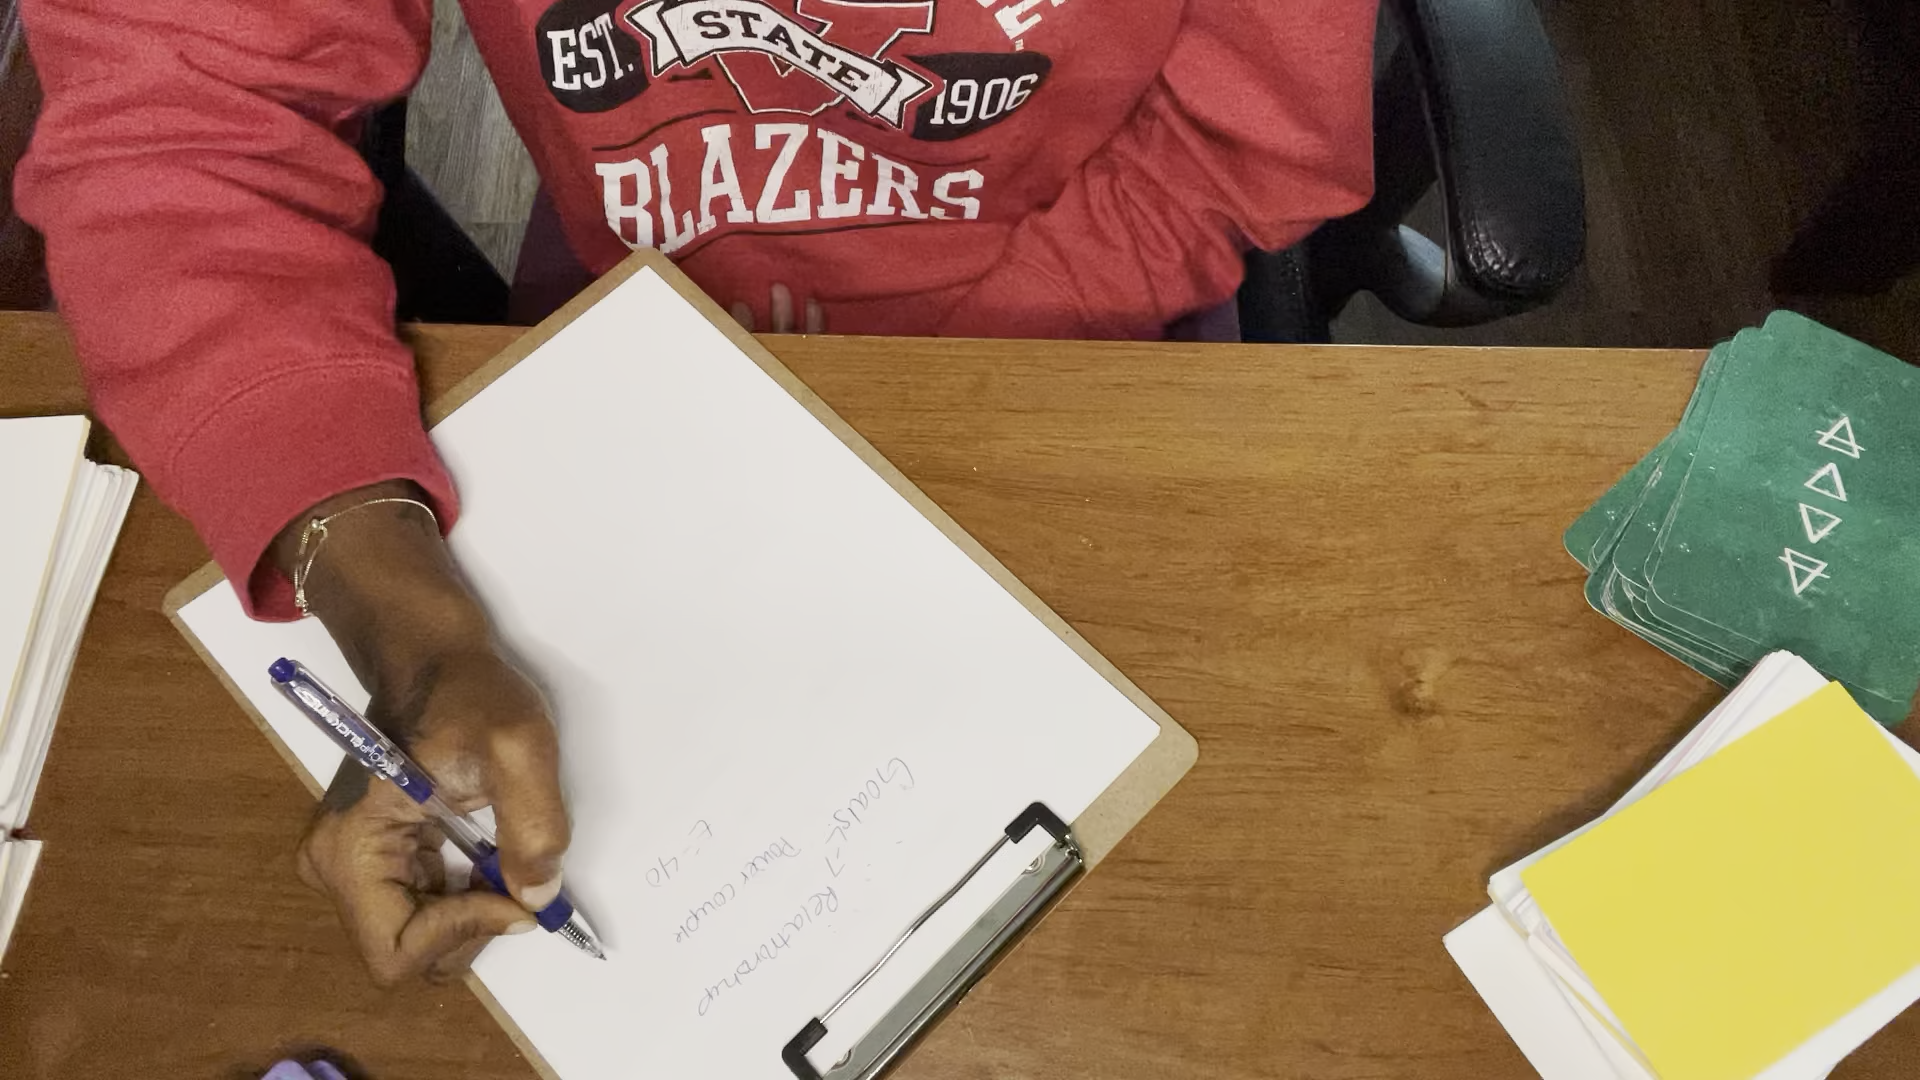 EST. STATE 1906
BLAZERS
Goals: → Relationship
Power couple